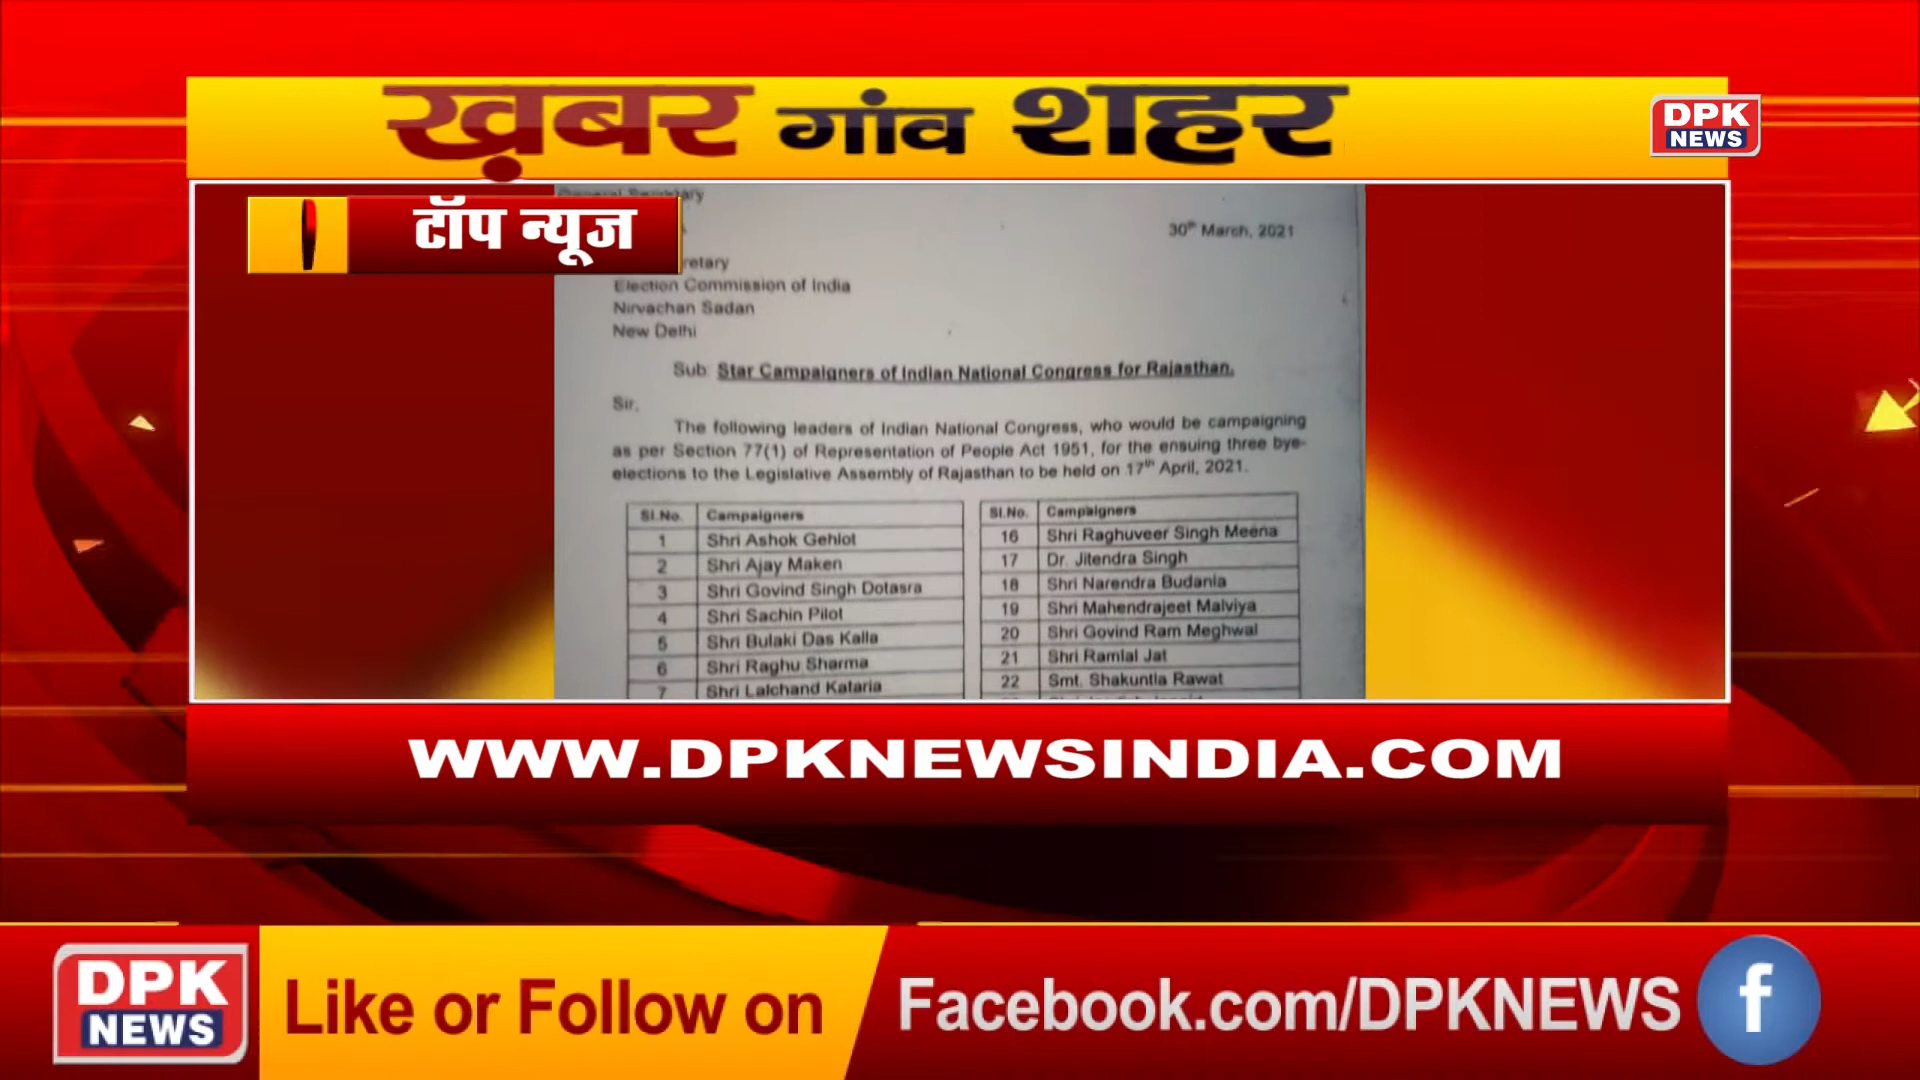 ख़बर गांव शहर
DPK
NEWS
टॉप न्यूज
General Secretary
30th March, 2021
retary
Election Commission of India
Nirvachan Sadan
New Delhi
Sub: Star Campaigners of Indian National Congress for Rajasthan.
Sir,
The following leaders of Indian National Congress, who would be campaigning
as per Section 77(1) of Representation of People Act 1951, for the ensuing three bye-
elections to the Legislative Assembly of Rajasthan to be held on 17th April, 2021.
Sl.No. Campaigners
1 Shri Ashok Gehlot
2 Shri Ajay Maken
3 Shri Govind Singh Dotasra
4 Shri Sachin Pilot
5 Shri Bulaki Das Kalla
6 Shri Raghu Sharma
7 Shri Lalchand Kataria
Sl.No. Campaigners
16 Shri Raghuveer Singh Meena
17 Dr. Jitendra Singh
18 Shri Narendra Budania
19 Shri Mahendrajeet Malviya
20 Shri Govind Ram Meghwal
21 Shri Ramlal Jat
22 Smt. Shakuntla Rawat
WWW.DPKNEWSINDIA.COM
DPK
NEWS
Like or Follow on
Facebook.com/DPKNEWS
f